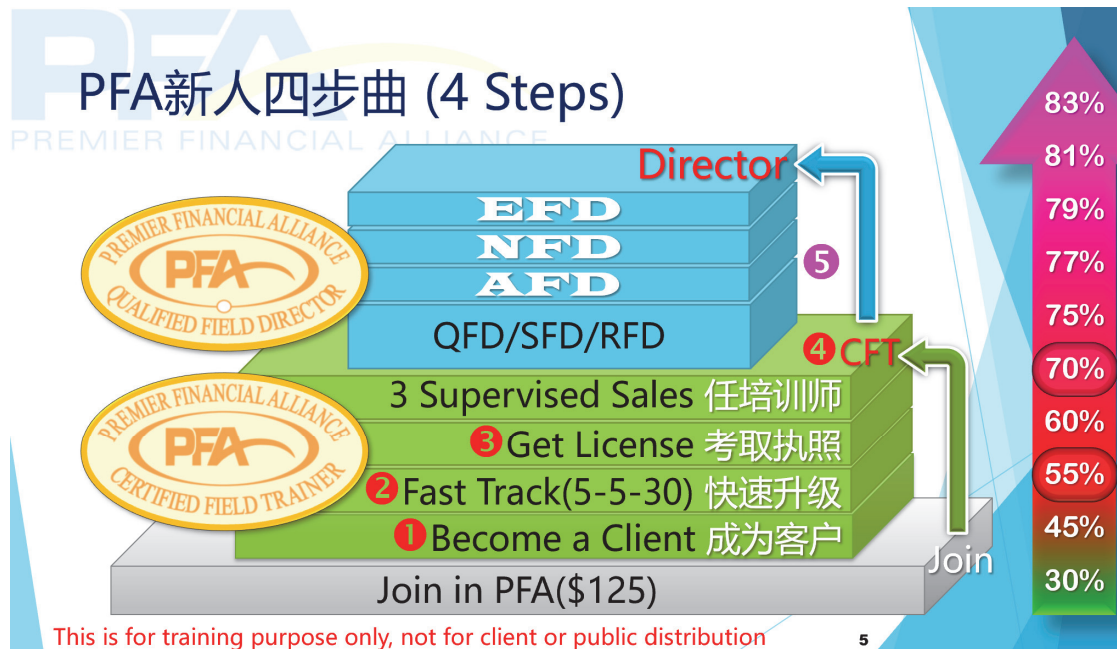 PFA
PFA新人四步曲 (4 Steps)
PREMIER FINANCIAL ALLIANCE
Director
EFD
NFD
AFD
QFD/SFD/RFD
5
PREMIER FINANCIAL ALLIANCE
PFA
QUALIFIED FIELD DIRECTOR
4 CFT
3 Supervised Sales 任培训师
3 Get License 考取执照
2 Fast Track(5-5-30) 快速升级
1 Become a Client 成为客户
PREMIER FINANCIAL ALLIANCE
PFA
CERTIFIED FIELD TRAINER
Join
Join in PFA($125)
83%
81%
79%
77%
75%
70%
60%
55%
45%
30%
This is for training purpose only, not for client or public distribution
5